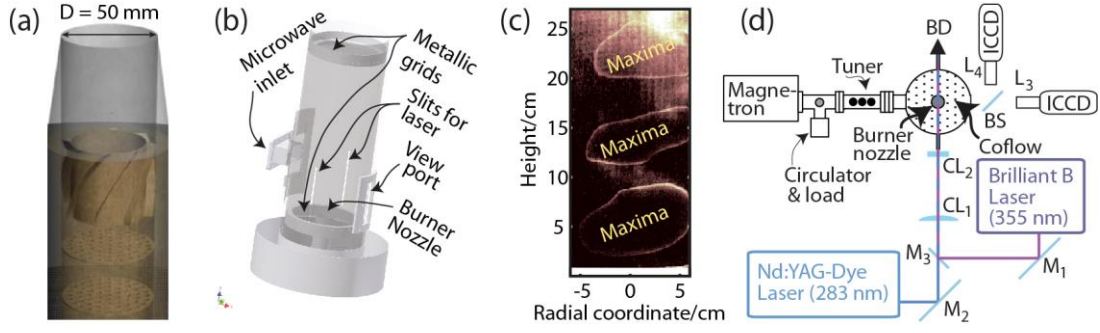 (a)
D = 50 mm
(b)
Microwave
inlet
Metallic
grids
Slits for
laser
View
port
Burner
Nozzle
(c)
Height/cm
25
20
15
10
5
Maxima
Maxima
Maxima
-5 0 5
Radial coordinate/cm
(d)
BD
ICCD
L4
L3
ICCD
BS
Tuner
Magne-
tron
Burner
nozzle
Coflow
Circulator
& load
CL2
CL1
Brilliant B
Laser
(355 nm)
M3
M1
Nd:YAG-Dye
Laser (283 nm)
M2